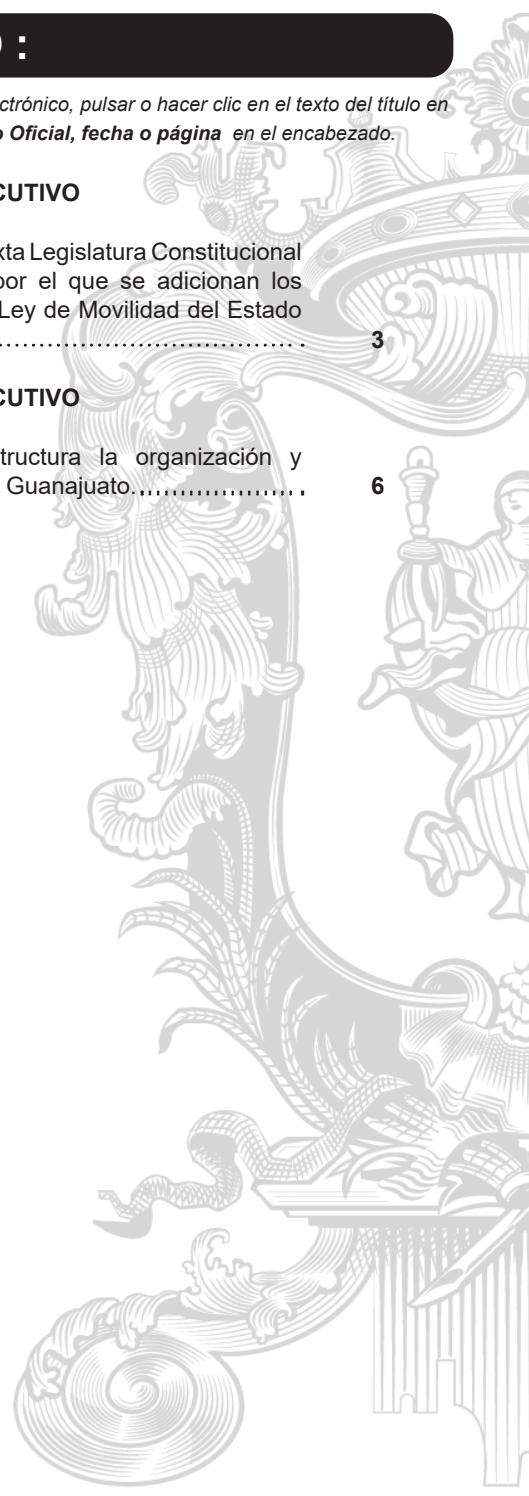 :
ctrónico, pulsar o hacer clic en el texto del título en
Oficial, fecha o página en el encabezado.
CUTIVO
xta Legislatura Constitucional
por el que se adicionan los
Ley de Movilidad del Estado
........................................ 3
CUTIVO
tructura la organización y
Guanajuato...................... 6